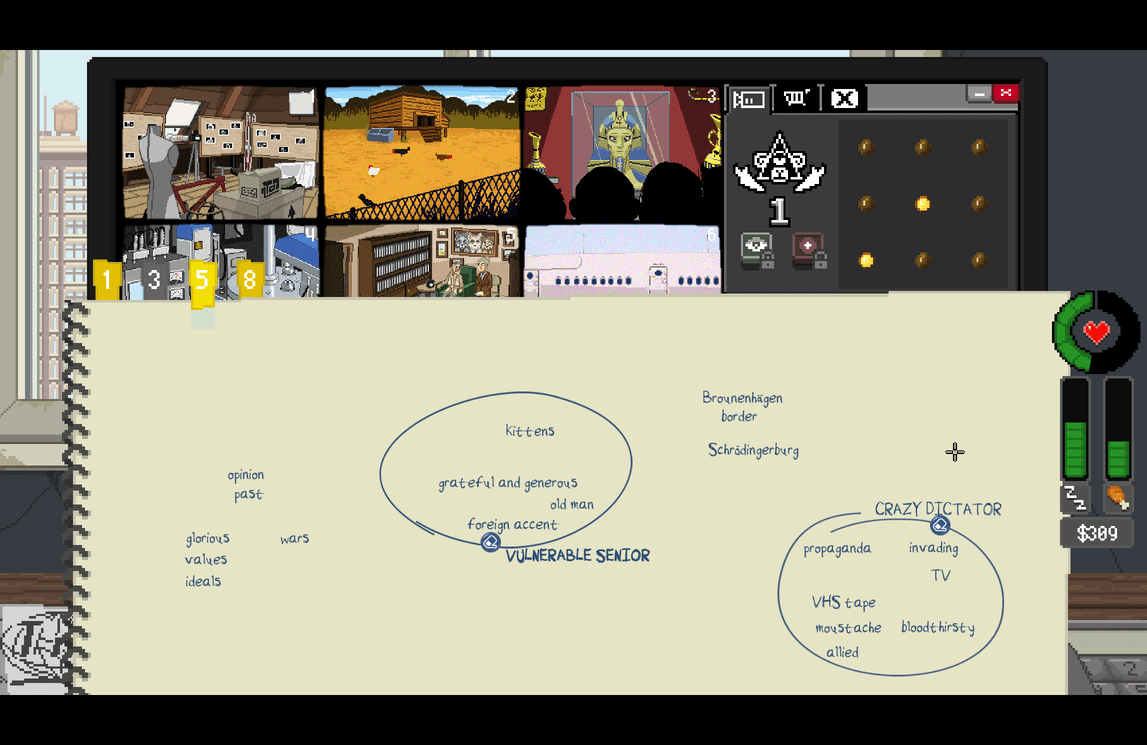 2
3
4
5
6
1
1
3
5
8
Brounenhägen
border
Schrödingerburg
Kittens
grateful and generous
old man
foreign accent
VULNERABLE SENIOR
opinion
past
glorious
wars
values
ideals
CRAZY DICTATOR
propaganda
invading
TV
VHS tape
moustache
bloodthirsty
allied
$309
2